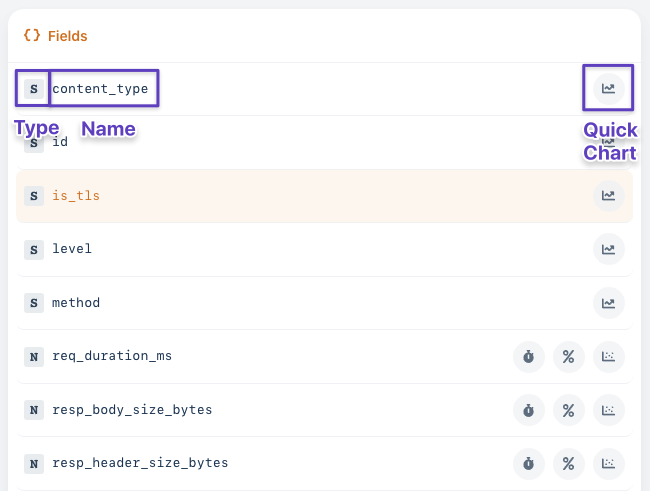 {} Fields
S content_type
Type Name Quick Chart
S id
S is_tls
S level
S method
N req_duration_ms %
N resp_body_size_bytes %
N resp_header_size_bytes %